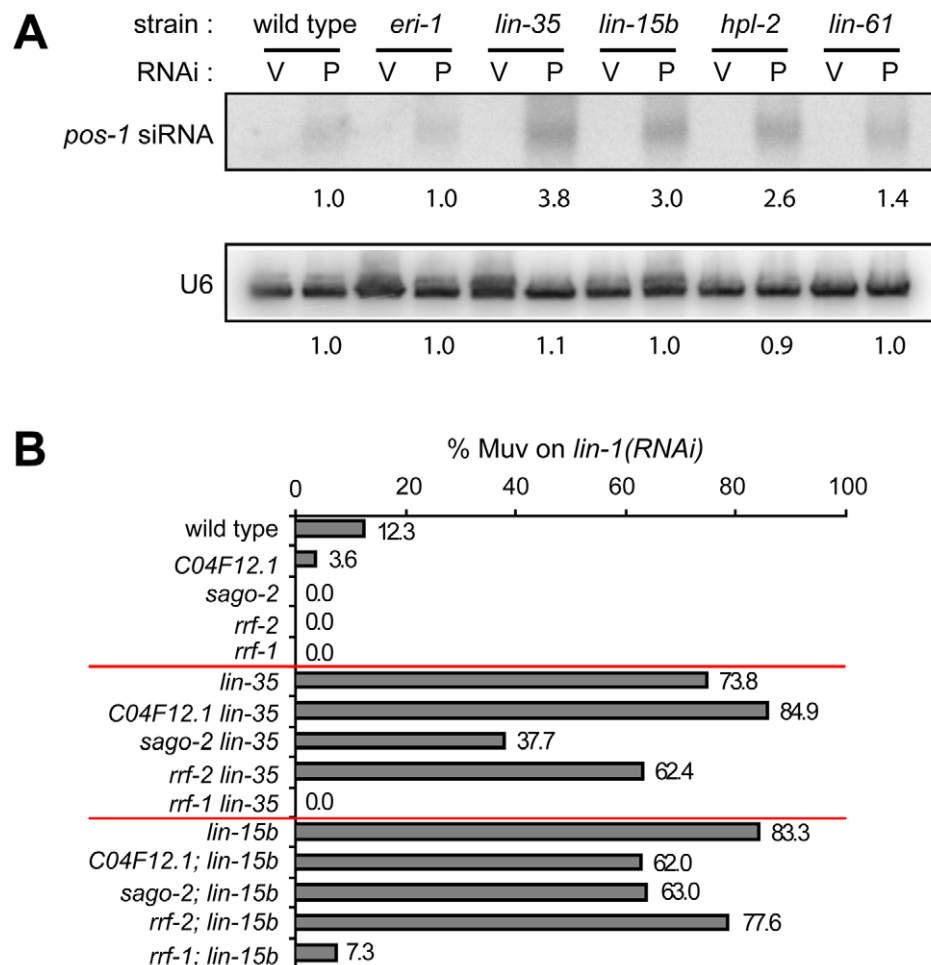 A
strain : wild type eri-1 lin-35 lin-15b hpl-2 lin-61
RNAi : V P V P V P V P V P V P
pos-1 siRNA
1.0 1.0 3.8 3.0 2.6 1.4
U6
1.0 1.0 1.1 1.0 0.9 1.0
B
% Muv on lin-1(RNAi)
0 20 40 60 80 100
wild type 12.3
C04F12.1 3.6
sago-2 0.0
rrf-2 0.0
rrf-1 0.0
lin-35 73.8
C04F12.1 lin-35 84.9
sago-2 lin-35 37.7
rrf-2 lin-35 62.4
rrf-1 lin-35 0.0
lin-15b 83.3
C04F12.1; lin-15b 62.0
sago-2; lin-15b 63.0
rrf-2; lin-15b 77.6
rrf-1; lin-15b 7.3